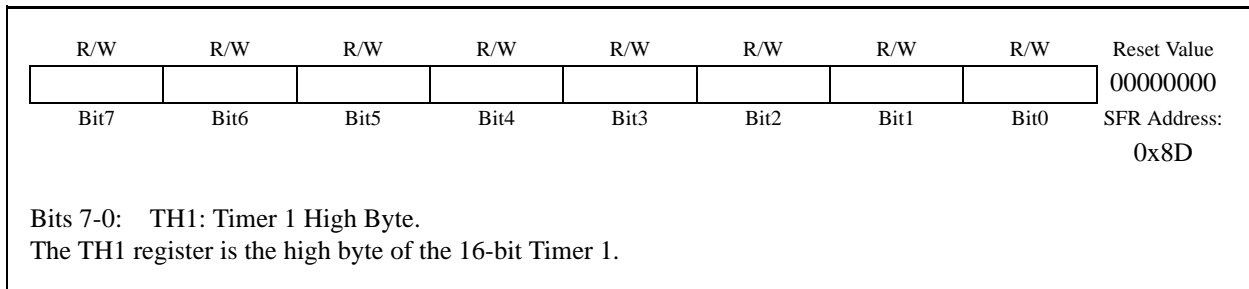 R/W R/W R/W R/W R/W R/W R/W R/W Reset Value
00000000
Bit7 Bit6 Bit5 Bit4 Bit3 Bit2 Bit1 Bit0 SFR Address:
0x8D
Bits 7-0: TH1: Timer 1 High Byte.
The TH1 register is the high byte of the 16-bit Timer 1.